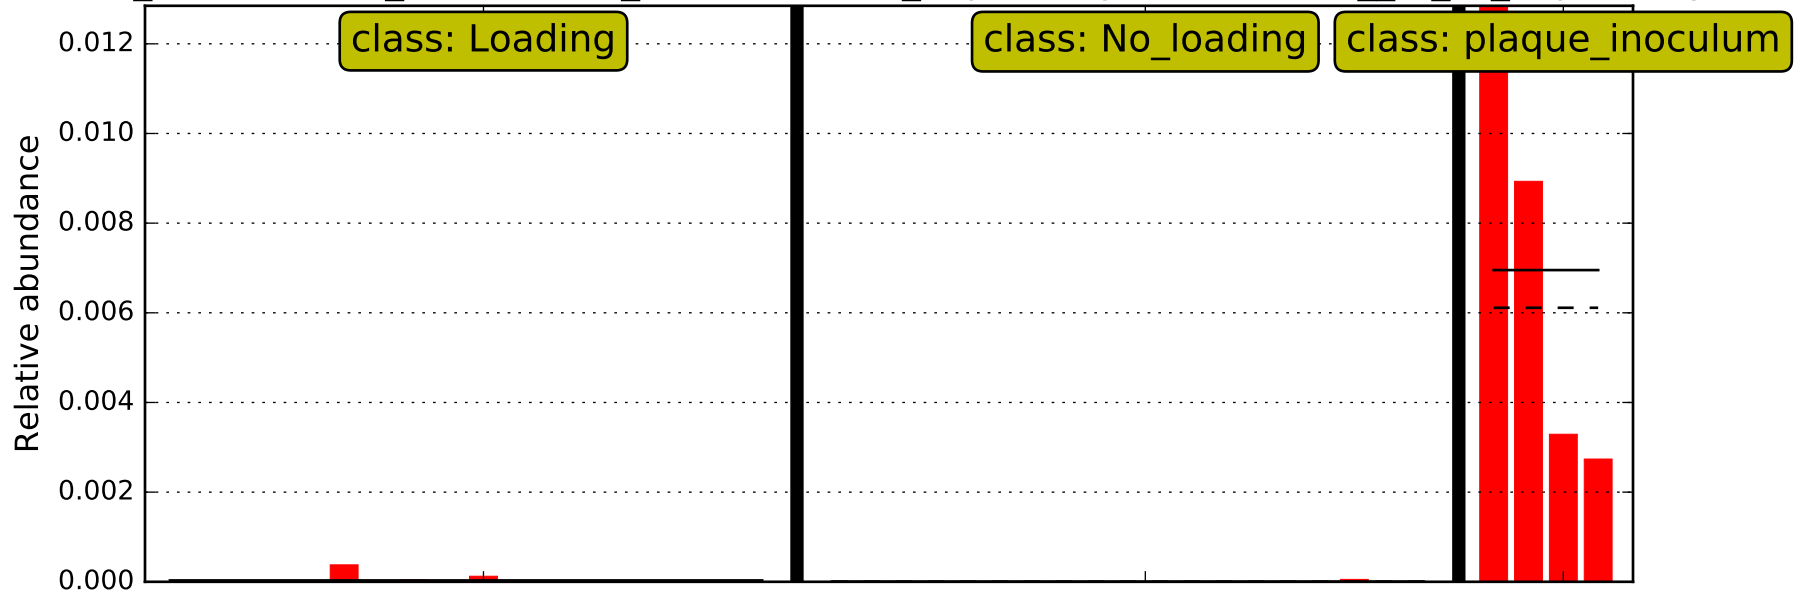 class: Loading
class: No_loading
class: plaque_inoculum
0.012
0.010
0.008
0.006
0.004
0.002
0.000
Relative abundance